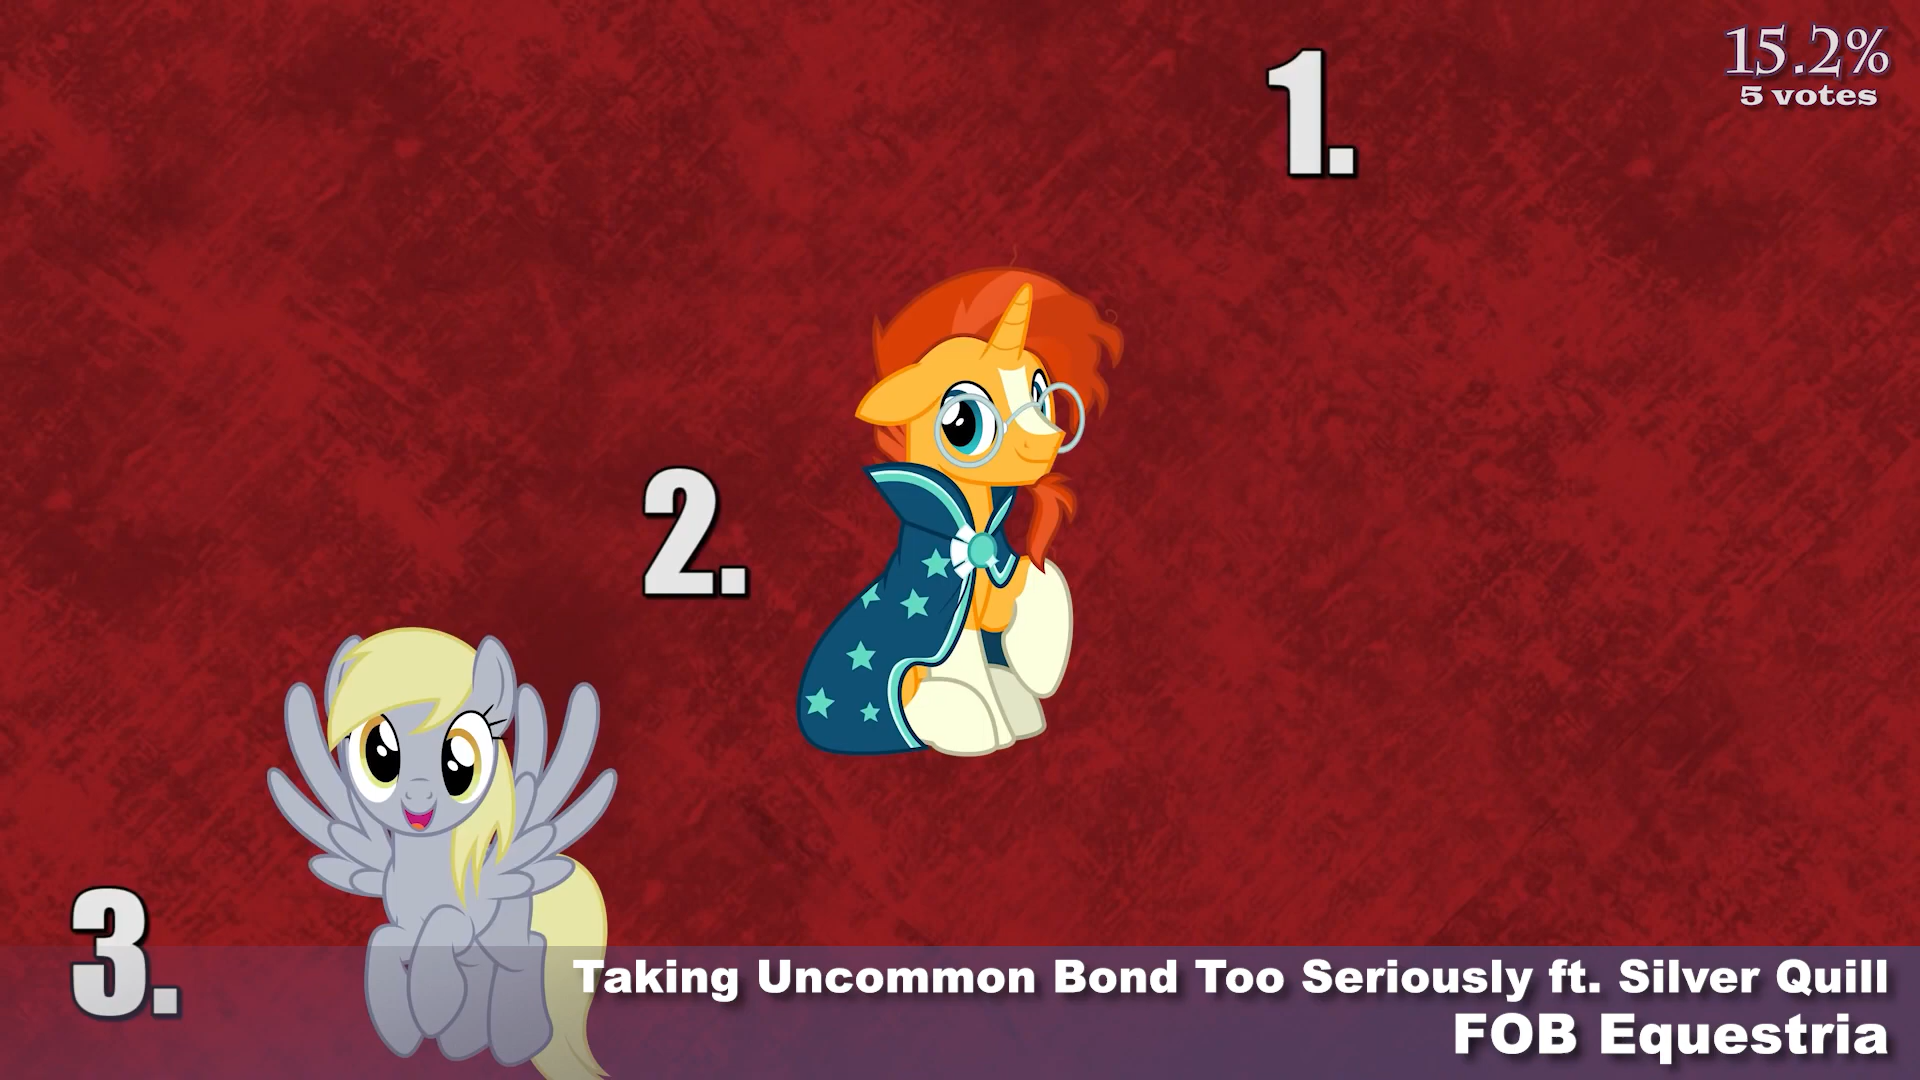 1.
15.2%
5 votes
2.
3.
Taking Uncommon Bond Too Seriously ft. Silver Quill
FOB Equestria